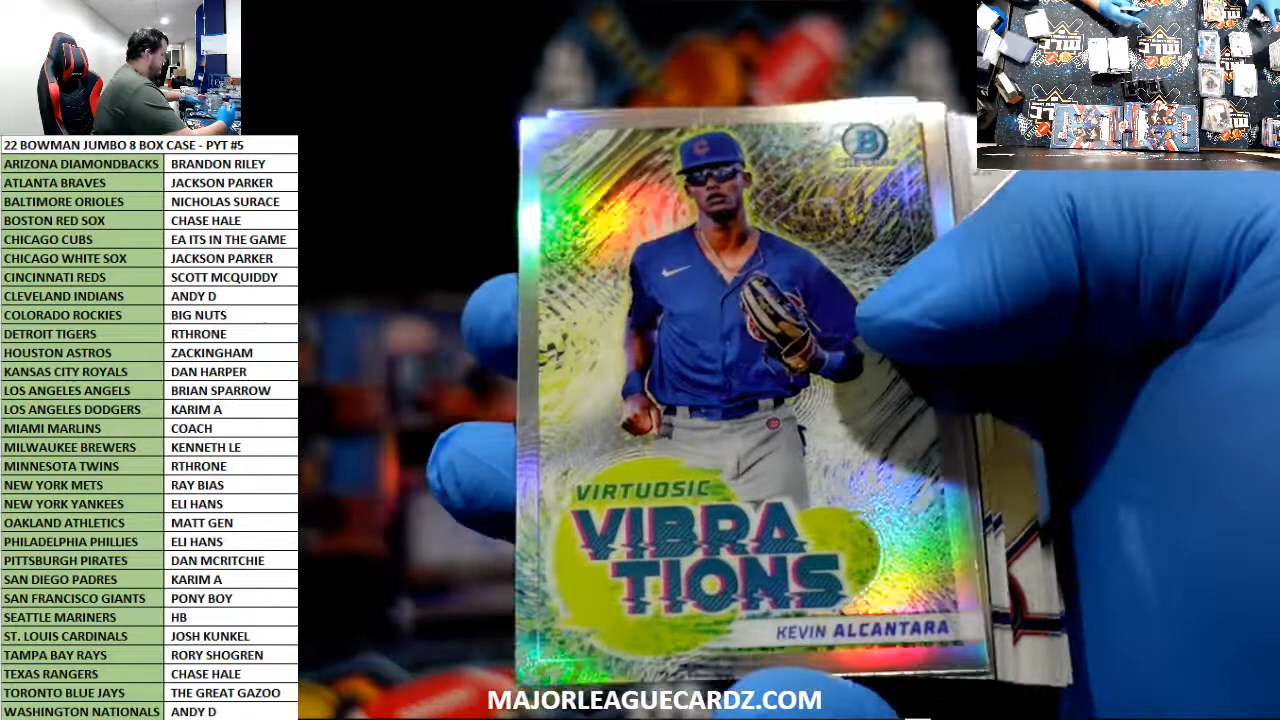 22 BOWMAN JUMBO 8 BOX CASE - PYT #5
ARIZONA DIAMONDBACKS BRANDON RILEY
ATLANTA BRAVES JACKSON PARKER
BALTIMORE ORIOLES NICHOLAS SURACE
BOSTON RED SOX CHASE HALE
CHICAGO CUBS EA ITS IN THE GAME
CHICAGO WHITE SOX JACKSON PARKER
CINCINNATI REDS SCOTT MCQUIDDY
CLEVELAND INDIANS ANDY D
COLORADO ROCKIES BIG NUTS
DETROIT TIGERS RTHRONE
HOUSTON ASTROS ZACKINGHAM
KANSAS CITY ROYALS DAN HARPER
LOS ANGELES ANGELS BRIAN SPARROW
LOS ANGELES DODGERS KARIM A
MIAMI MARLINS COACH
MILWAUKEE BREWERS KENNETH LE
MINNESOTA TWINS RTHRONE
NEW YORK METS RAY BIAS
NEW YORK YANKEES ELI HANS
OAKLAND ATHLETICS MATT GEN
PHILADELPHIA PHILLIES ELI HANS
PITTSBURGH PIRATES DAN MCRITCHIE
SAN DIEGO PADRES KARIM A
SAN FRANCISCO GIANTS PONY BOY
SEATTLE MARINERS HB
ST. LOUIS CARDINALS JOSH KUNKEL
TAMPA BAY RAYS RORY SHOGREN
TEXAS RANGERS CHASE HALE
TORONTO BLUE JAYS THE GREAT GAZOO
WASHINGTON NATIONALS ANDY D
B
CHROME
C
VIRTUOSIC
VIBRA
TIONS
KEVIN ALCANTARA
MAJORLEAGUECARDZ.COM